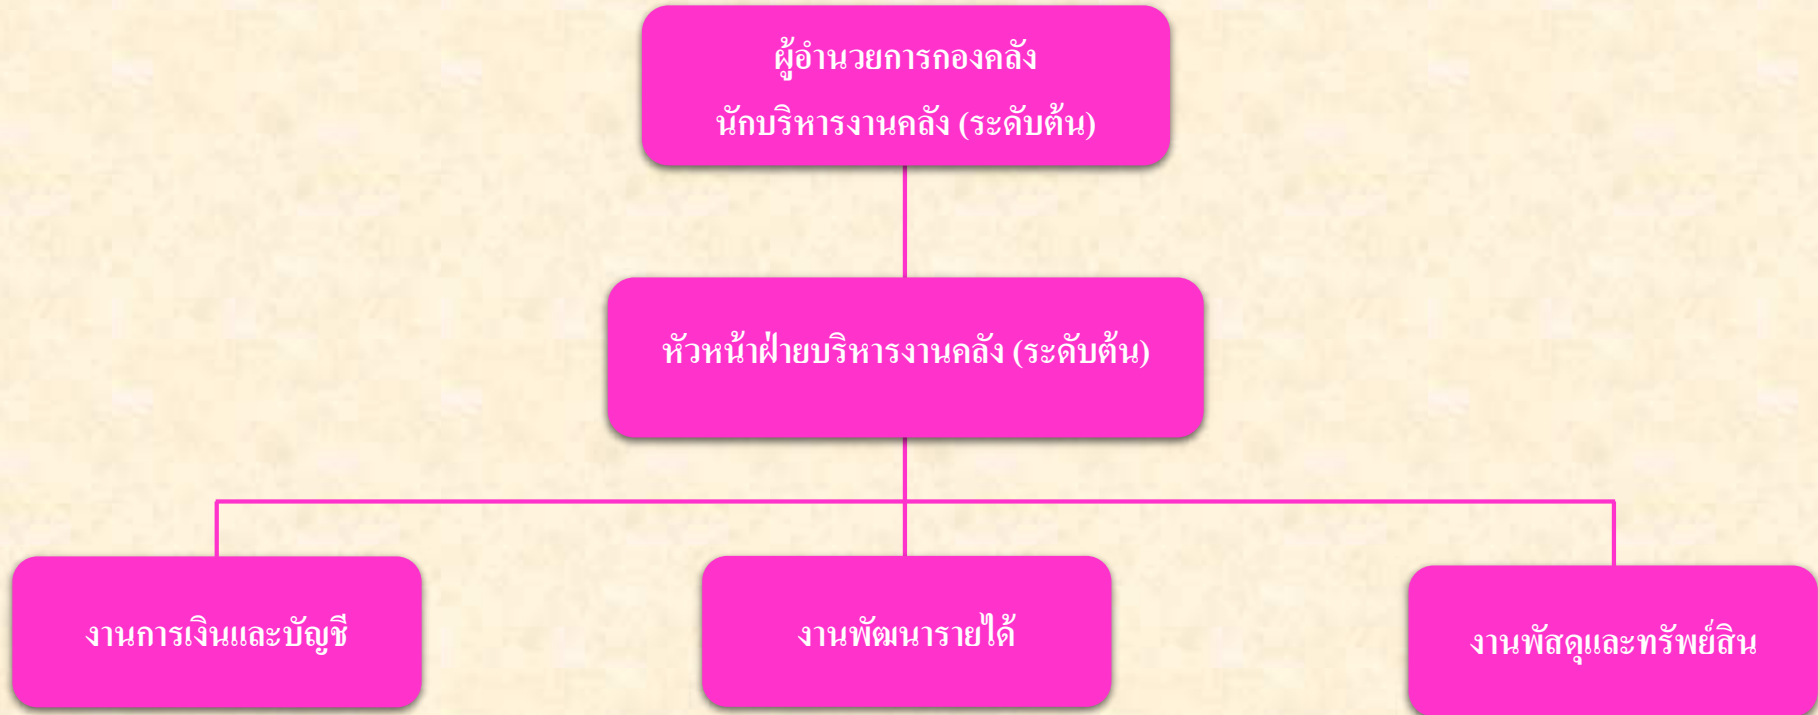 ผู้อำนวยการกองคลัง
นักบริหารงานคลัง (ระดับต้น)
หัวหน้าฝ่ายบริหารงานคลัง (ระดับต้น)
งานการเงินและบัญชี
งานพัฒนารายได้
งานพัสดุและทรัพย์สิน